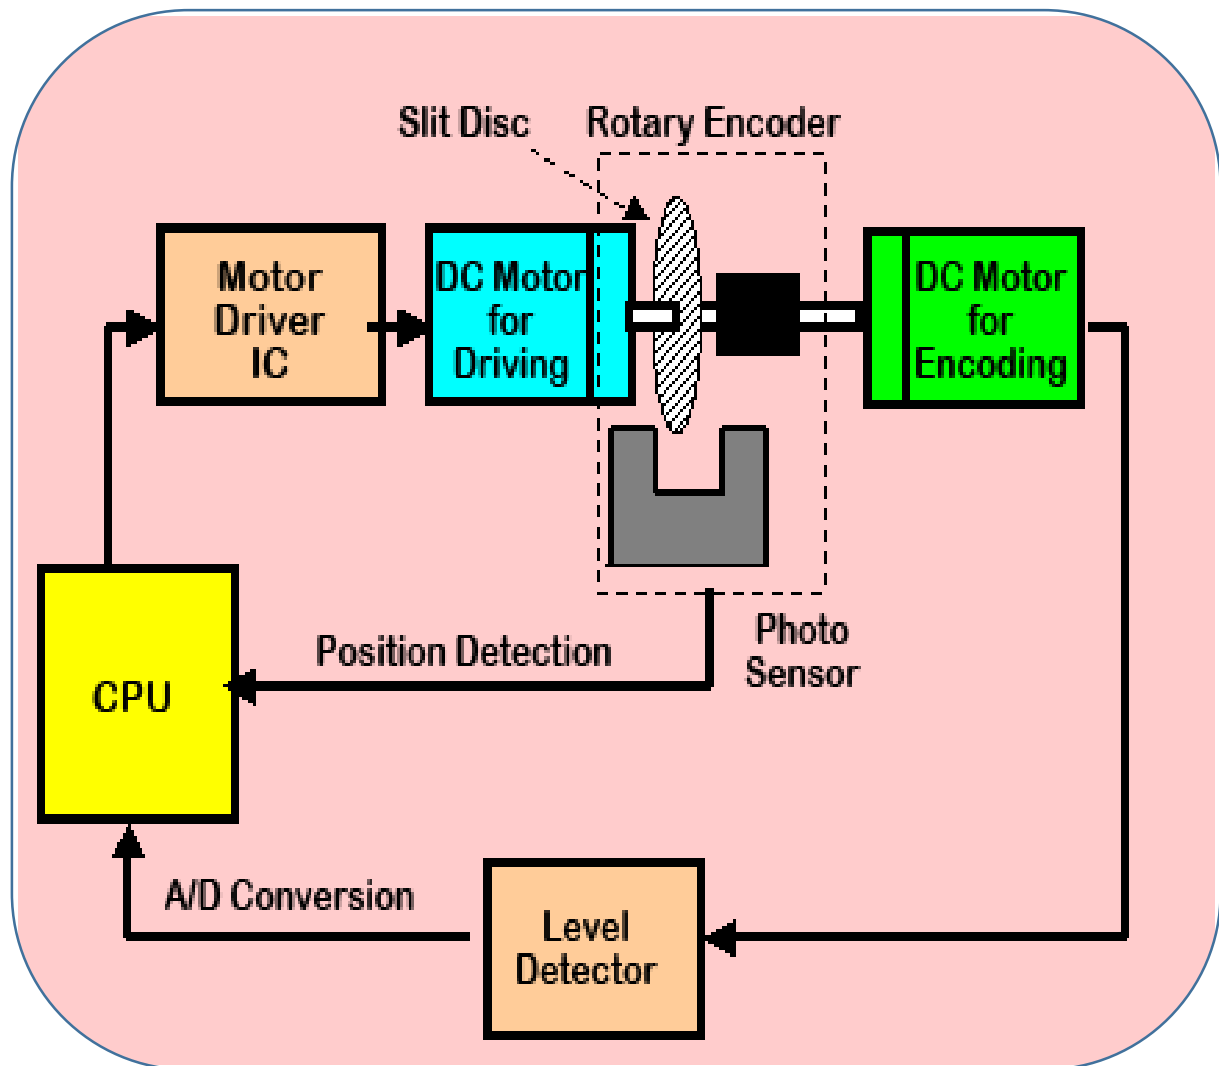 Slit Disc
Rotary Encoder
Motor
Driver
IC
DC Motor
for
Driving
DC Motor
for
Encoding
Photo
Sensor
Position Detection
CPU
A/D Conversion
Level
Detector